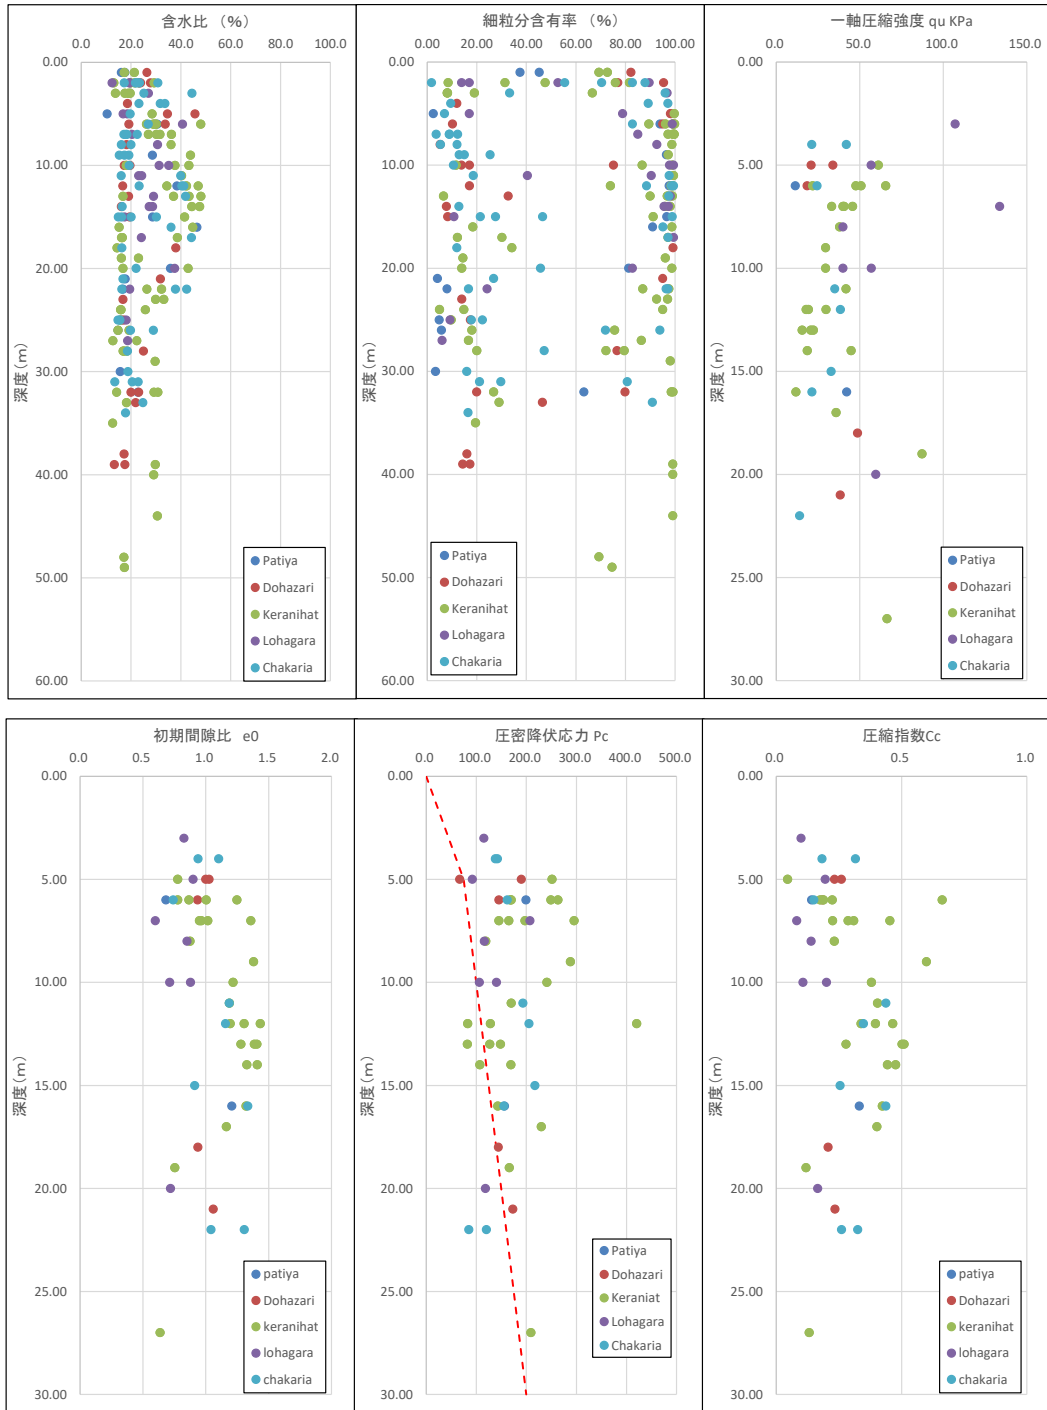 含水比 （%）
0.0 20.0 40.0 60.0 80.0 100.0
0.00
10.00
20.00
30.00
40.00
50.00
60.00
深度（m）
Patiya
Dohazari
Keranihat
Lohagara
Chakaria
細粒分含有率 （%）
0.00 20.00 40.00 60.00 80.00 100.00
0.00
10.00
20.00
30.00
40.00
50.00
60.00
深度（m）
Patiya
Dohazari
Keranihat
Lohagara
Chakaria
一軸圧縮強度 qu KPa
0.0 50.0 100.0 150.0
0.00
5.00
10.00
15.00
20.00
25.00
30.00
深度（m）
Patiya
Dohazari
Keranihat
Lohagara
Chakaria
初期間隙比 e0
0.0 0.5 1.0 1.5 2.0
0.00
5.00
10.00
15.00
20.00
25.00
30.00
深度（m）
patiya
Dohazari
keranihat
lohagara
chakaria
圧密降伏応力 Pc
0.0 100.0 200.0 300.0 400.0 500.0
0.00
5.00
10.00
15.00
20.00
25.00
30.00
深度（m）
Patiya
Dohazari
Keraniat
Lohagara
Chakaria
圧縮指数Cc
0.0 0.5 1.0
0.00
5.00
10.00
15.00
20.00
25.00
30.00
深度（m）
patiya
Dohazari
keranihat
lohagara
chakaria